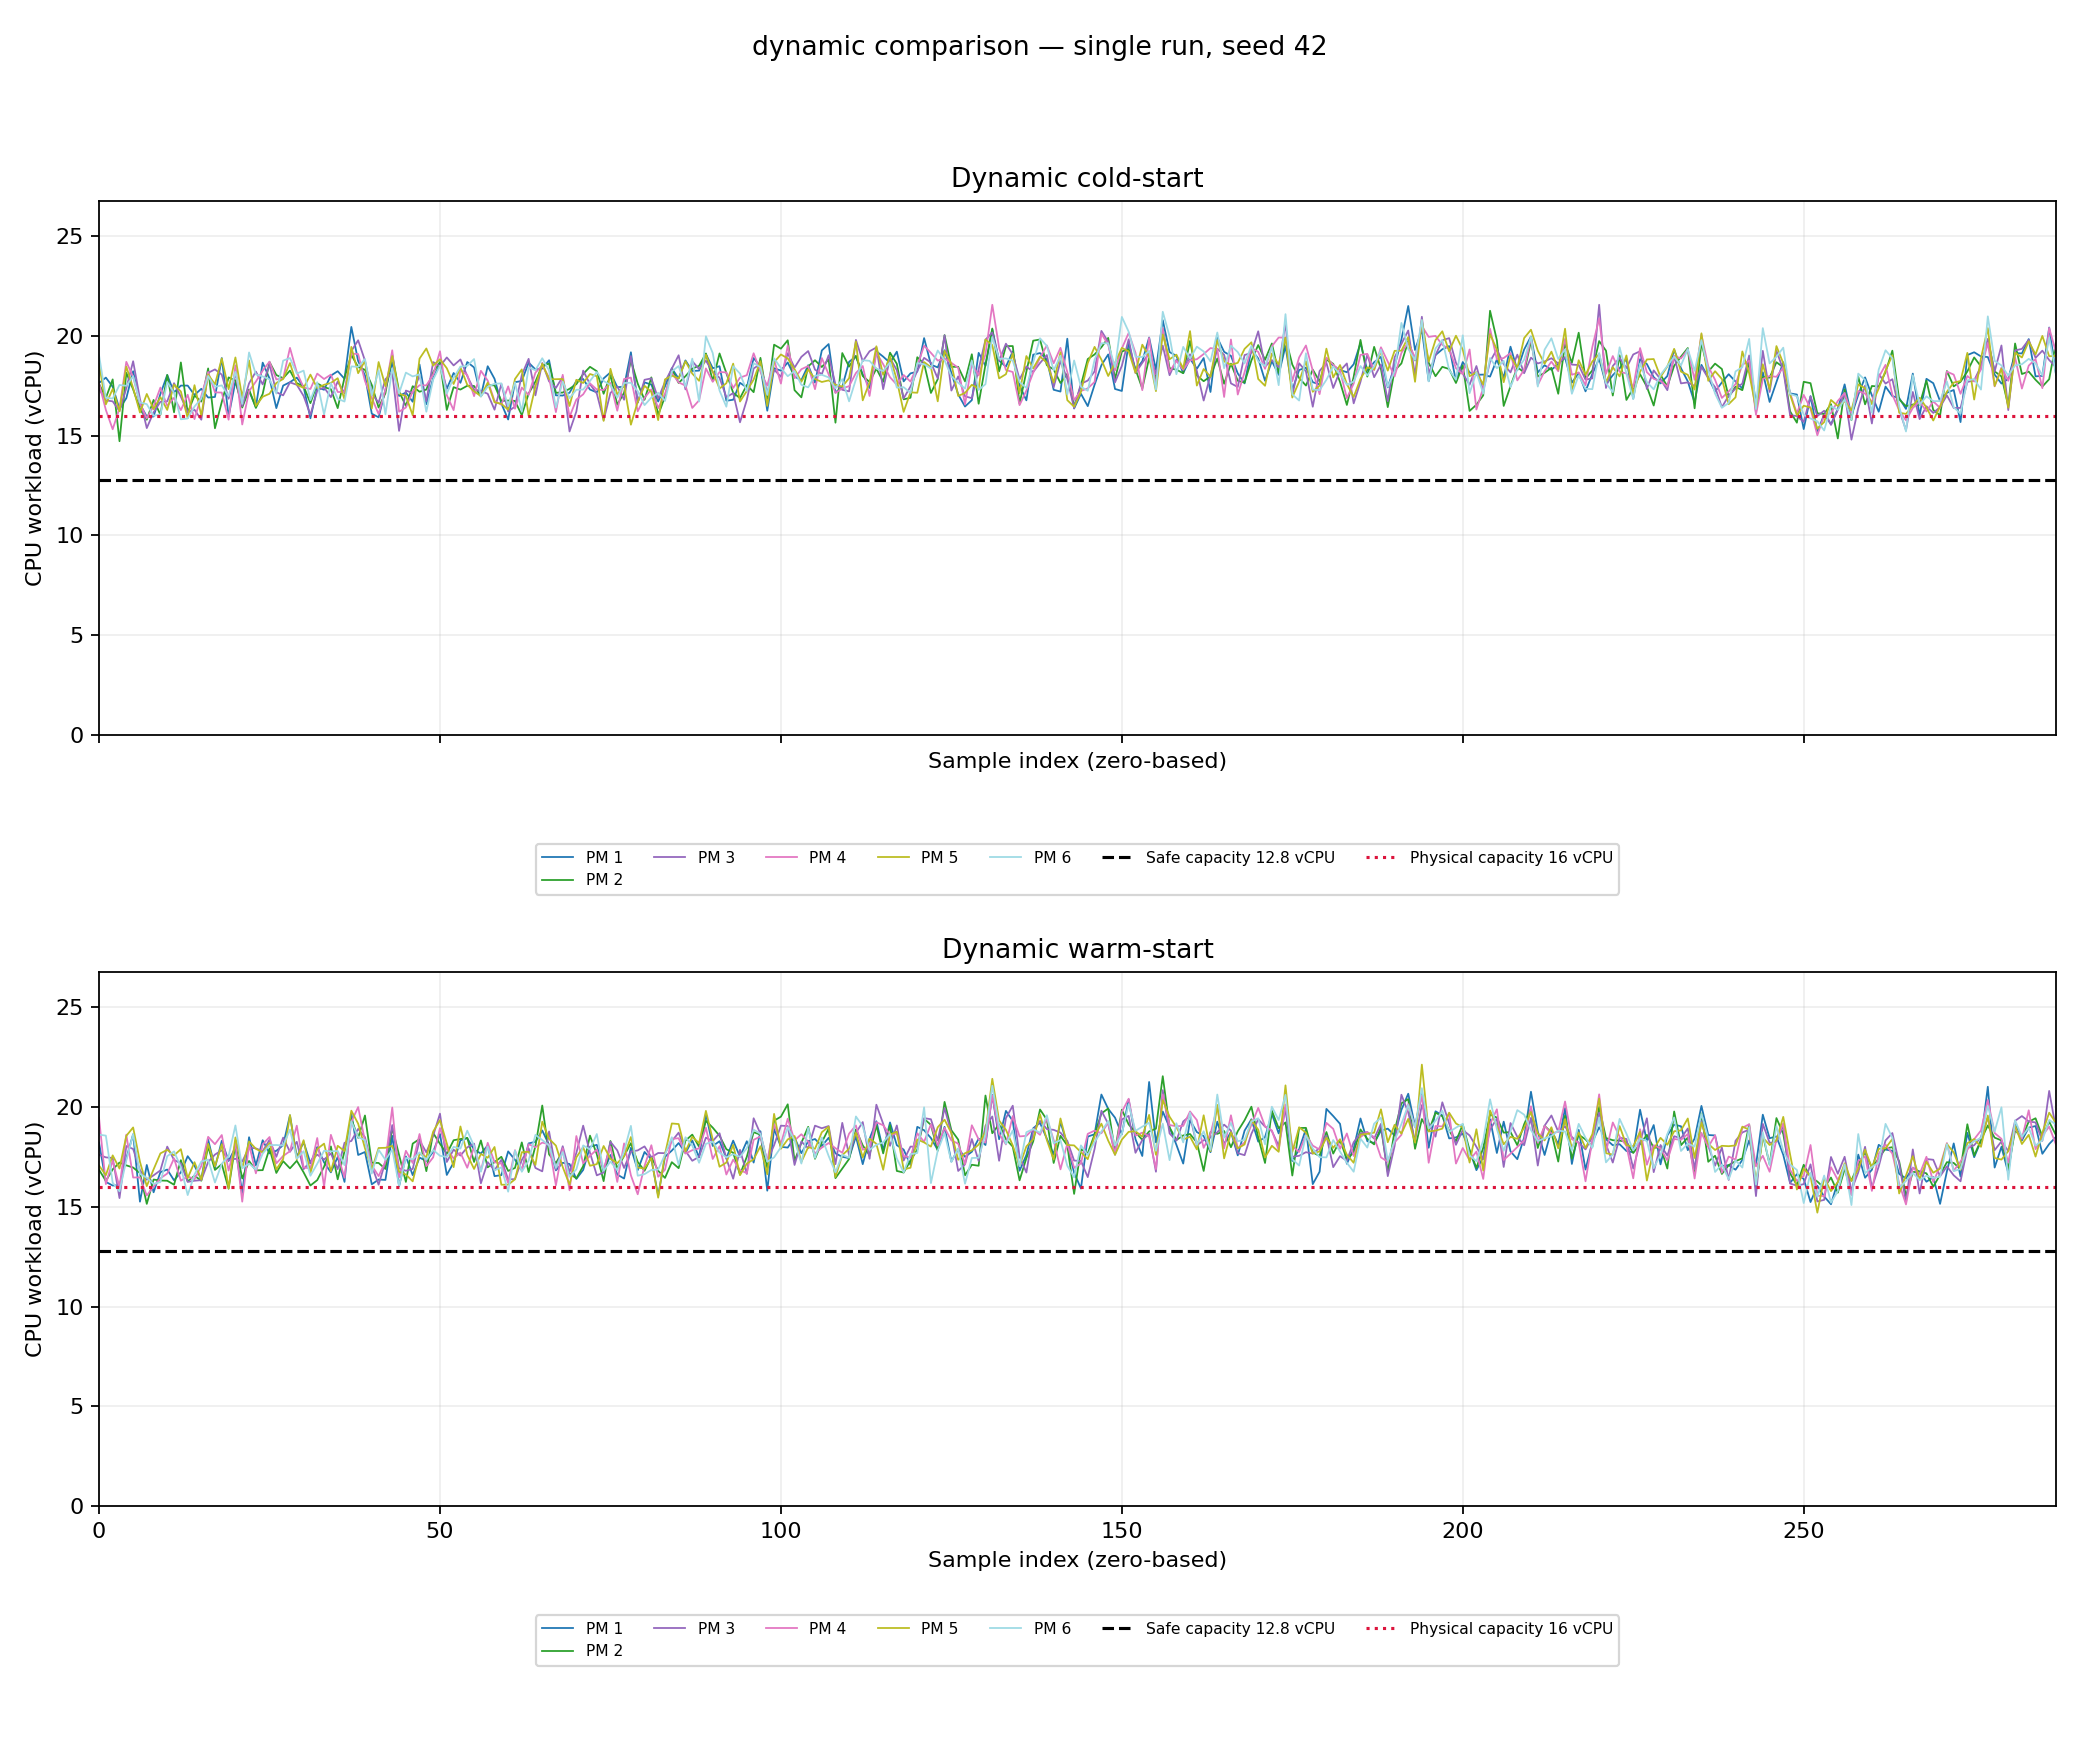 dynamic comparison — single run, seed 42
Dynamic cold-start
CPU workload (vCPU)
25
20
15
10
5
0
Sample index (zero-based)
PM 1 PM 3 PM 4 PM 5 PM 6 Safe capacity 12.8 vCPU Physical capacity 16 vCPU
PM 2
Dynamic warm-start
CPU workload (vCPU)
25
20
15
10
5
0
0 50 100 150 200 250
Sample index (zero-based)
PM 1 PM 3 PM 4 PM 5 PM 6 Safe capacity 12.8 vCPU Physical capacity 16 vCPU
PM 2